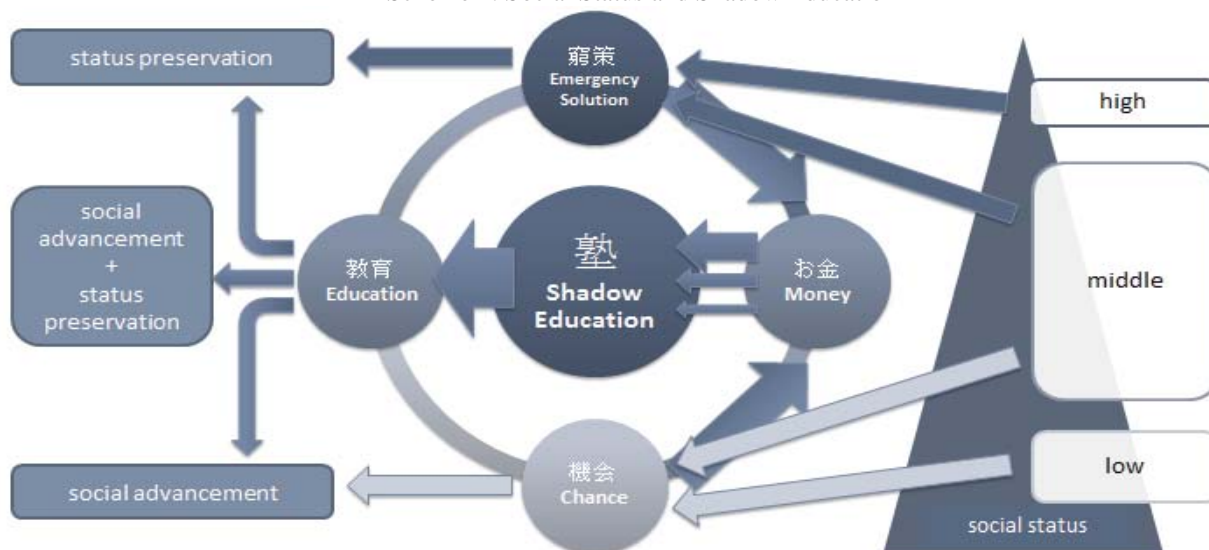 status preservation
窮策
Emergency
Solution
high
social
advancement
+
status
preservation
教育
Education
塾
Shadow
Education
お金
Money
middle
social advancement
機会
Chance
low
social status